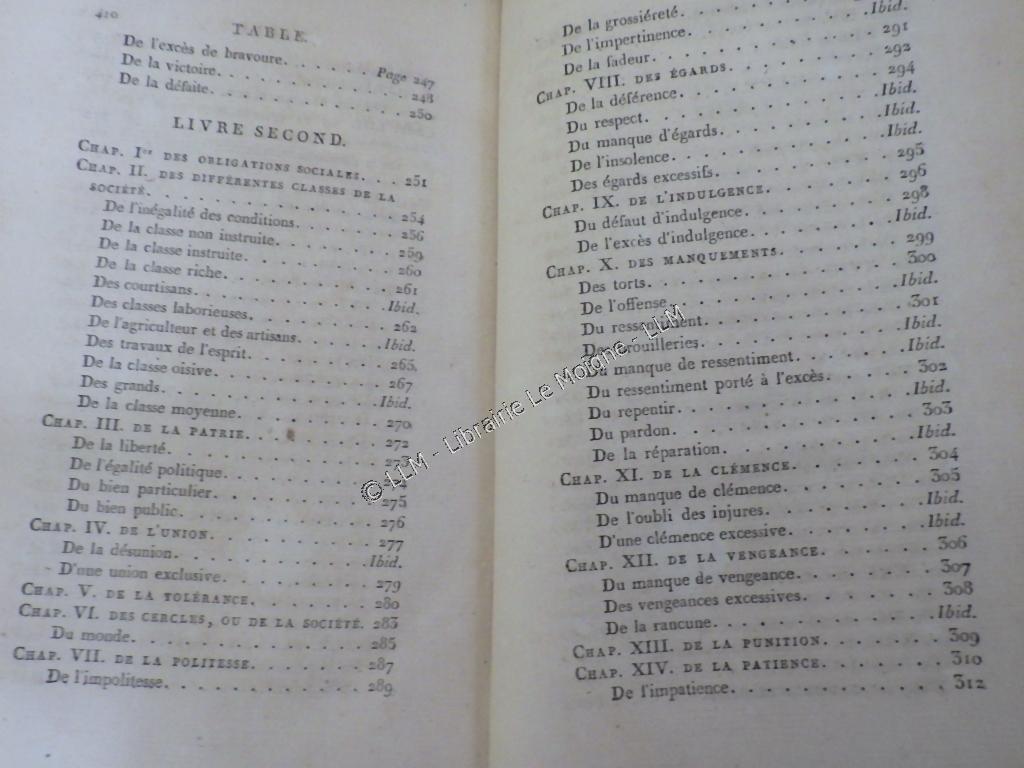 410
TABLE.
De l'excès de bravoure. . . . . . Page 247
De la victoire. . . . . . . . . . 248
De la défaite. . . . . . . . . . 250
LIVRE SECOND.
CHAP. Ier DES OBLIGATIONS SOCIALES. . . 251
CHAP. II. DES DIFFÉRENTES CLASSES DE LA
SOCIÉTÉ. . . . . . . . . . . . 254
De l'inégalité des conditions. . . . . . 256
De la classe non instruite. . . . . . . 259
De la classe instruite. . . . . . . . . 260
De la classe riche. . . . . . . . . . 261
Des courtisans. . . . . . . . . . . Ibid.
Des classes laborieuses. . . . . . . . 262
De l'agriculteur et des artisans. . . . . Ibid.
Des travaux de l'esprit. . . . . . . . 265.
De la classe oisive. . . . . . . . . . 267
Des grands. . . . . . . . . . . . Ibid.
De la classe moyenne. . . . . . . . . 270
CHAP. III. DE LA PATRIE. . . . . . . . 272
De la liberté. . . . . . . . . . . . 273
De l'égalité politique. . . . . . . . .
Du bien particulier. . . . . . . . . . 275
Du bien public. . . . . . . . . . . 276
CHAP. IV. DE L'UNION. . . . . . . . . 277
De la désunion. . . . . . . . . . . Ibid.
D'une union exclusive. . . . . . . . . 279
CHAP. V. DE LA TOLÉRANCE. . . . . . . 280
CHAP. VI. DES CERCLES, OU DE LA SOCIÉTÉ. 283
Du monde. . . . . . . . . . . . . 285
CHAP. VII. DE LA POLITESSE. . . . . . . 287
De l'impolitesse. . . . . . . . . . . 289
De la grossiéreté. . . . . . . . . . .
De l'impertinence. . . . . . . . . . Ibid.
De la fadeur. . . . . . . . . . . . 291
CHAP. VIII. DES ÉGARDS. . . . . . . . 292
De la déférence. . . . . . . . . . . 294
Du respect. . . . . . . . . . . . . Ibid.
Du manque d'égards. . . . . . . . . Ibid.
De l'insolence. . . . . . . . . . . Ibid.
Des égards excessifs. . . . . . . . . 295
CHAP. IX. DE L'INDULGENCE. . . . . . . 296
Du défaut d'indulgence. . . . . . . . 298
De l'excès d'indulgence. . . . . . . . Ibid.
CHAP. X. DES MANQUEMENTS. . . . . . . 299
Des torts. . . . . . . . . . . . . 300
De l'offense. . . . . . . . . . . . Ibid.
Du ressentiment. . . . . . . . . . . 301
Des brouilleries. . . . . . . . . . . Ibid.
Du manque de ressentiment. . . . . . Ibid.
Du ressentiment porté à l'excès. . . . . 302
Du repentir. . . . . . . . . . . . Ibid.
Du pardon. . . . . . . . . . . . . 303
De la réparation. . . . . . . . . . . Ibid.
CHAP. XI. DE LA CLÉMENCE. . . . . . . 304
Du manque de clémence. . . . . . . . 305
De l'oubli des injures. . . . . . . . . Ibid.
D'une clémence excessive. . . . . . . Ibid.
CHAP. XII. DE LA VENGEANCE. . . . . . 306
Du manque de vengeance. . . . . . . 307
Des vengeances excessives. . . . . . . 308
De la rancune. . . . . . . . . . . Ibid.
CHAP. XIII. DE LA PUNITION. . . . . . . 309
CHAP. XIV. DE LA PATIENCE. . . . . . . 310
De l'impatience. . . . . . . . . . . 312
© LLM - Librairie Le Moine - LLM